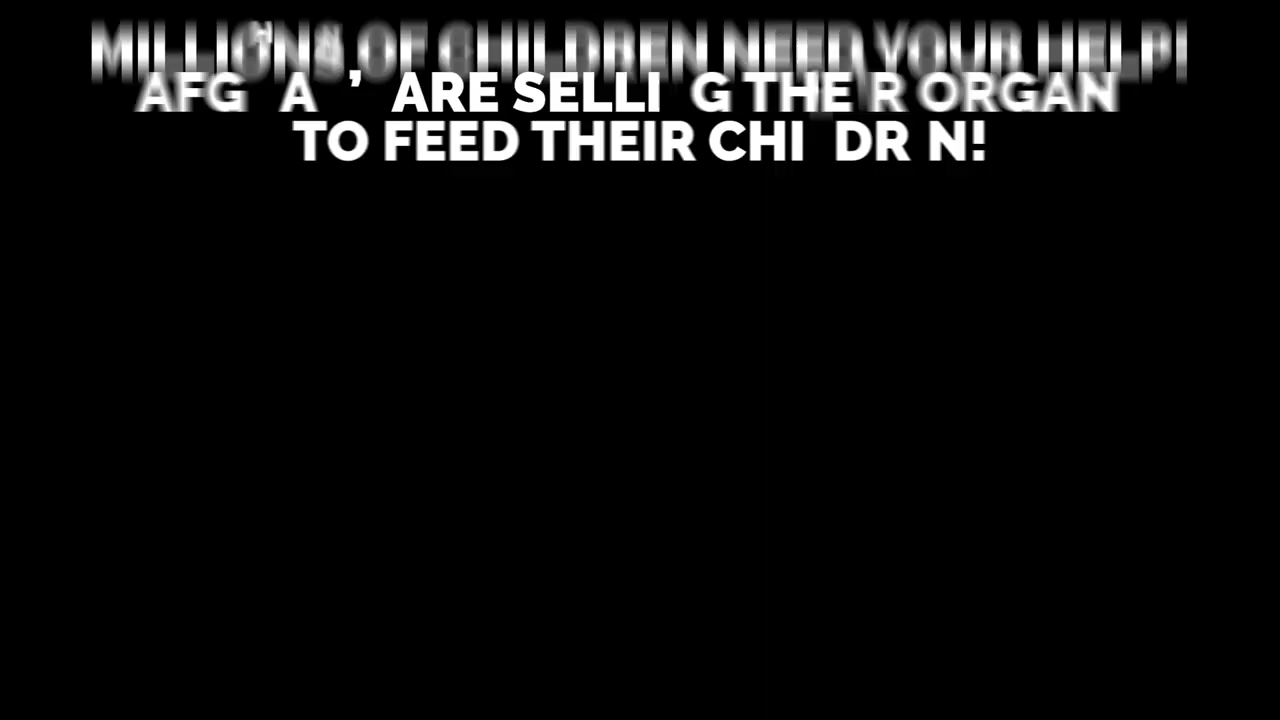 MILLIONS OF CHILDREN NEED YOUR HELP!
AFG A ’ ARE SELLI G THE R ORGAN
TO FEED THEIR CHI DR N!